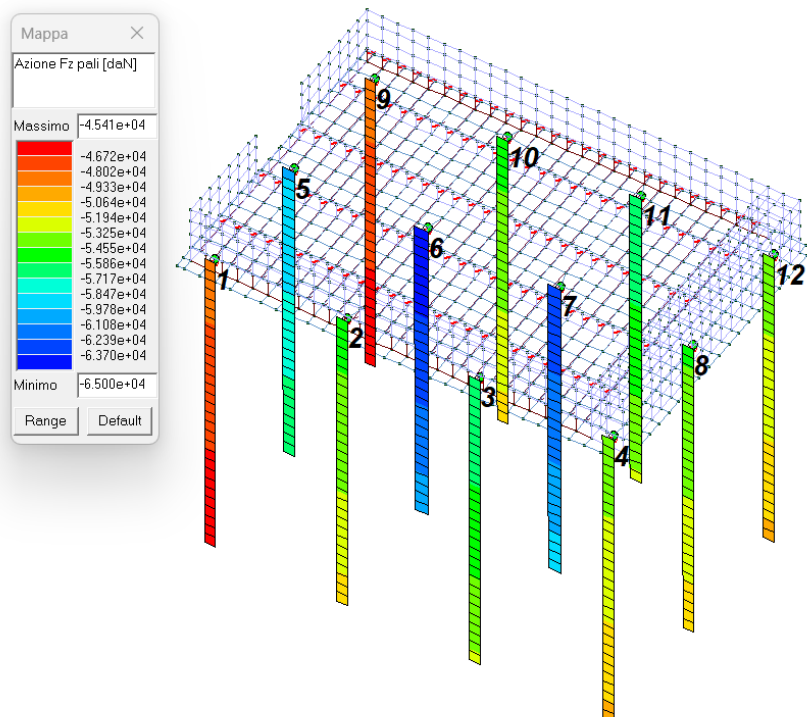 Mappa
Azione Fz pali [daN]
Massimo -4.541e+04
-4.672e+04
-4.802e+04
-4.933e+04
-5.064e+04
-5.194e+04
-5.325e+04
-5.455e+04
-5.586e+04
-5.717e+04
-5.847e+04
-5.978e+04
-6.108e+04
-6.239e+04
-6.370e+04
Minimo -6.500e+04
Range Default
9
10
5
11
6
1
12
7
2
8
3
4